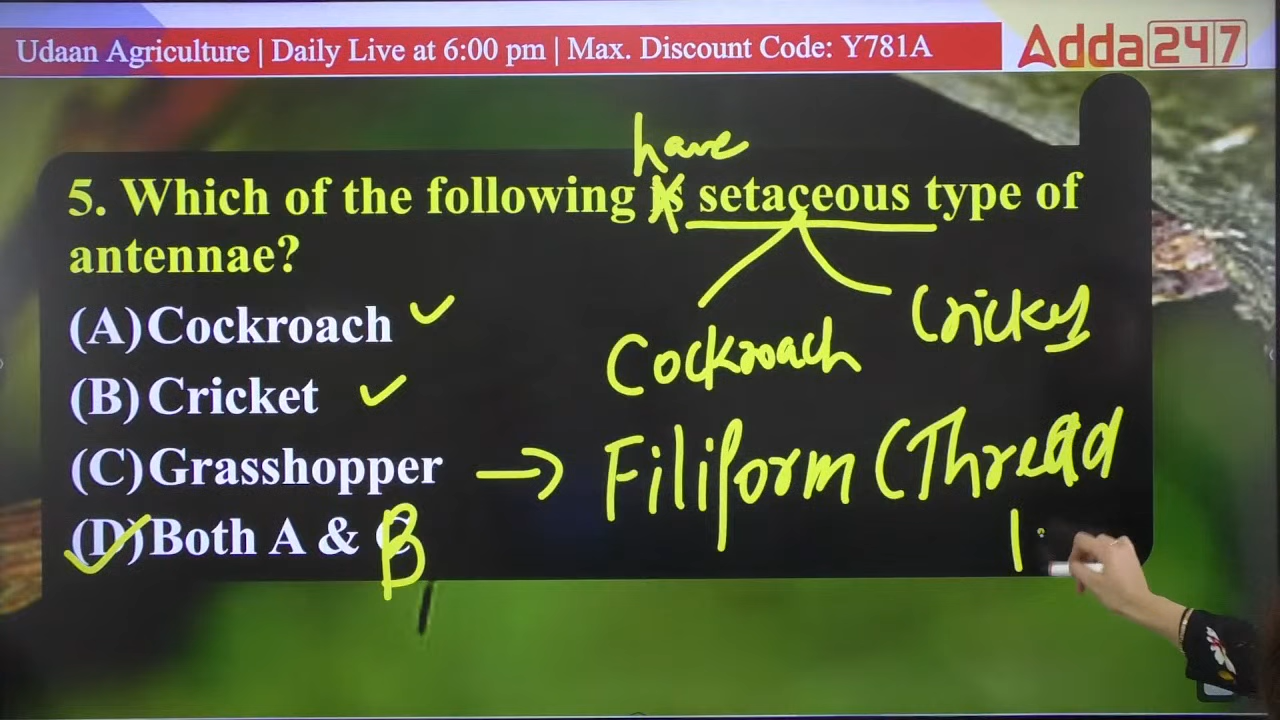 Udaan Agriculture | Daily Live at 6:00 pm | Max. Discount Code: Y781A
Adda247
have
5. Which of the following is setaceous type of
antennae?
(A) Cockroach
Cockroach
Cricket
(B) Cricket
(C) Grasshopper → Filiform (Thread
(D) Both A & C
B
li